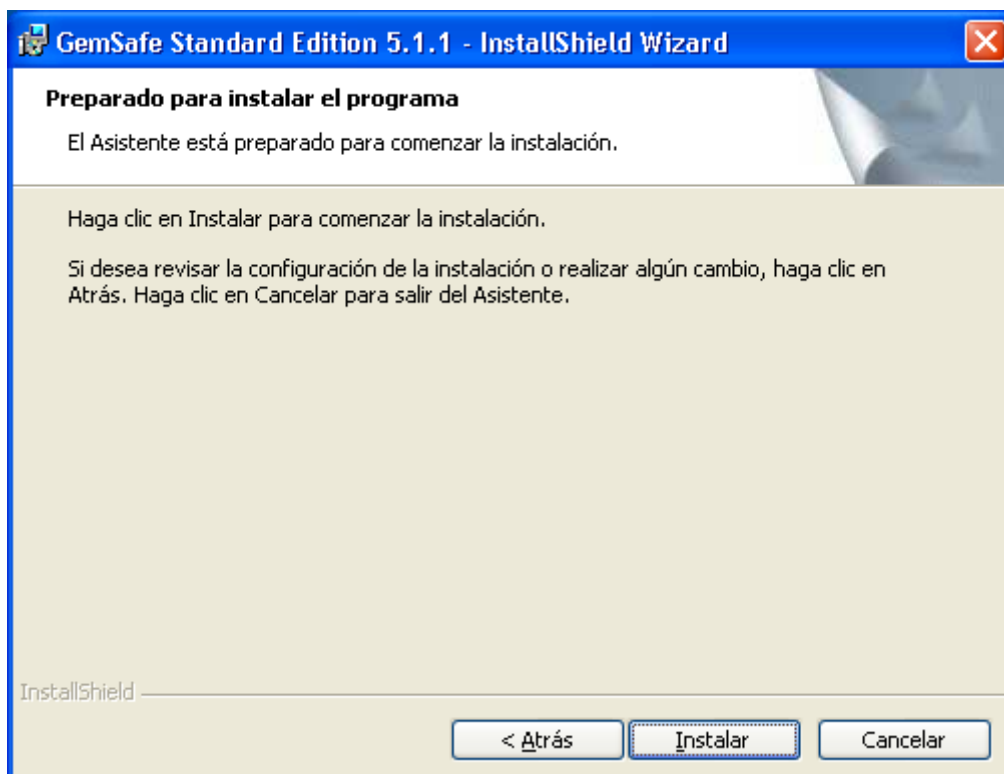 GemSafe Standard Edition 5.1.1 - InstallShield Wizard
Preparado para instalar el programa
El Asistente está preparado para comenzar la instalación.
Haga clic en Instalar para comenzar la instalación.
Si desea revisar la configuración de la instalación o realizar algún cambio, haga clic en
Atrás. Haga clic en Cancelar para salir del Asistente.
InstallShield
< Atrás
Instalar
Cancelar